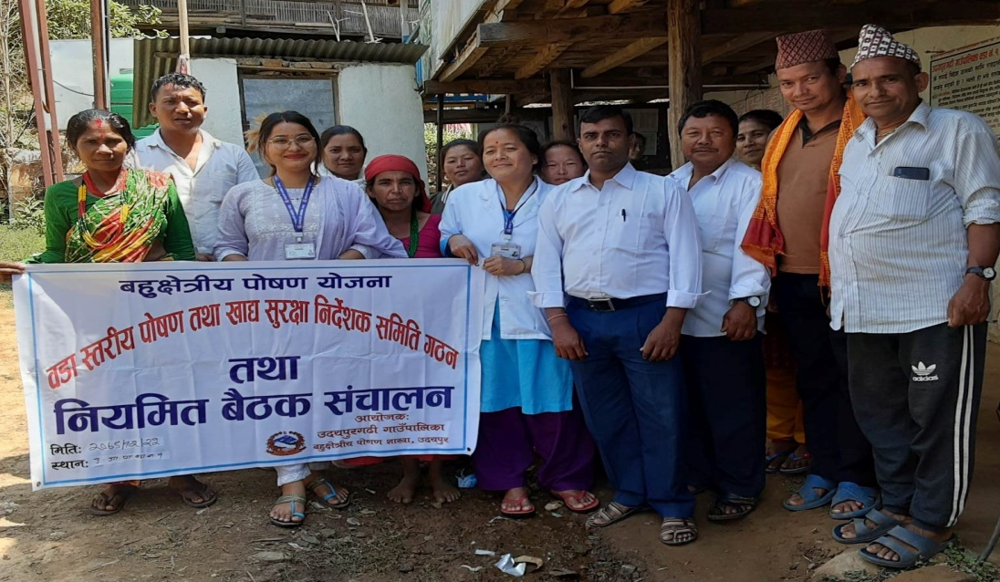 बहुक्षेत्रीय पोषण योजना
वडा स्तरीय पोषण तथा खाद्य सुरक्षा निर्देशक समिति गठन
तथा
नियमित बैठक संचालन
आयोजकः
उदयपुरगढी गाउँपालिका
बहुक्षेत्रीय पोषण शाखा, उदयपुर
मितिः
स्थानः
adidas